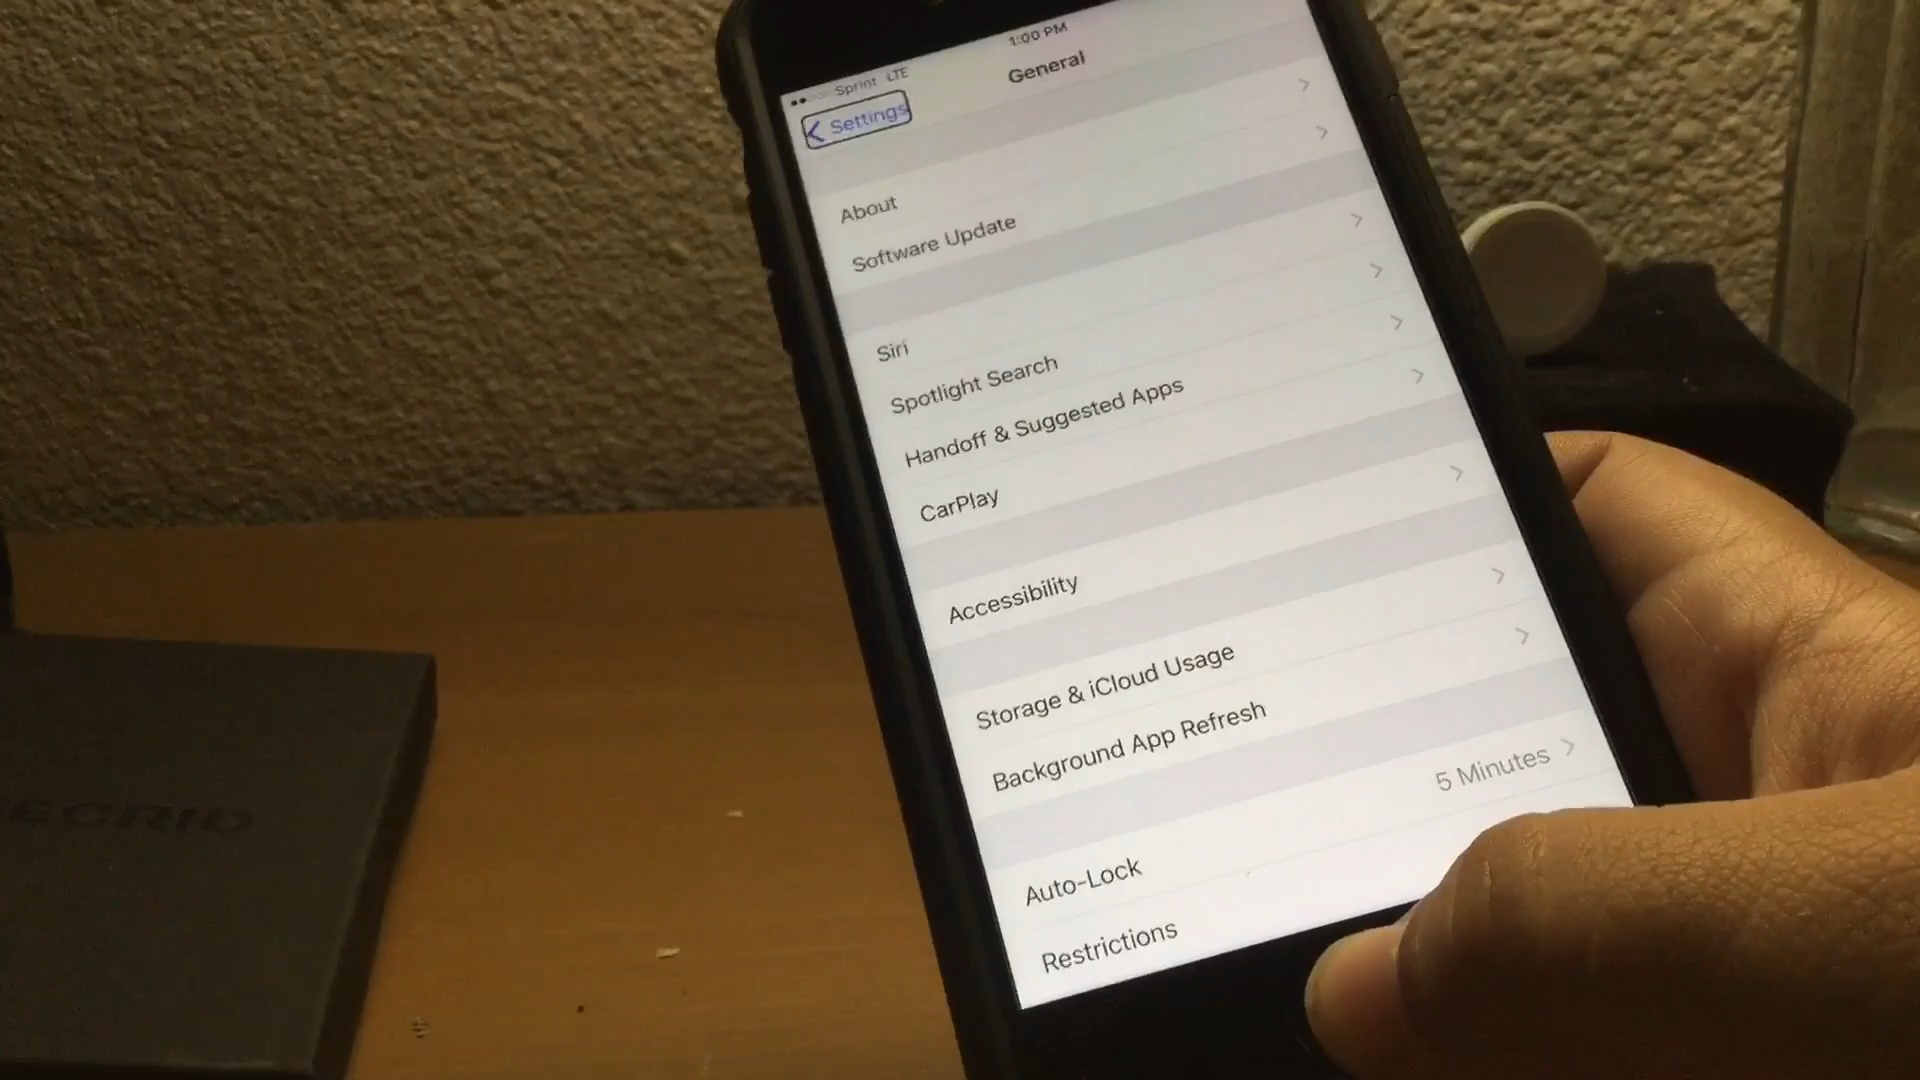 1:00 PM
Sprint LTE
General
Settings
About
Software Update
Siri
Spotlight Search
Handoff & Suggested Apps
CarPlay
Accessibility
Storage & iCloud Usage
Background App Refresh
5 Minutes
Auto-Lock
Restrictions